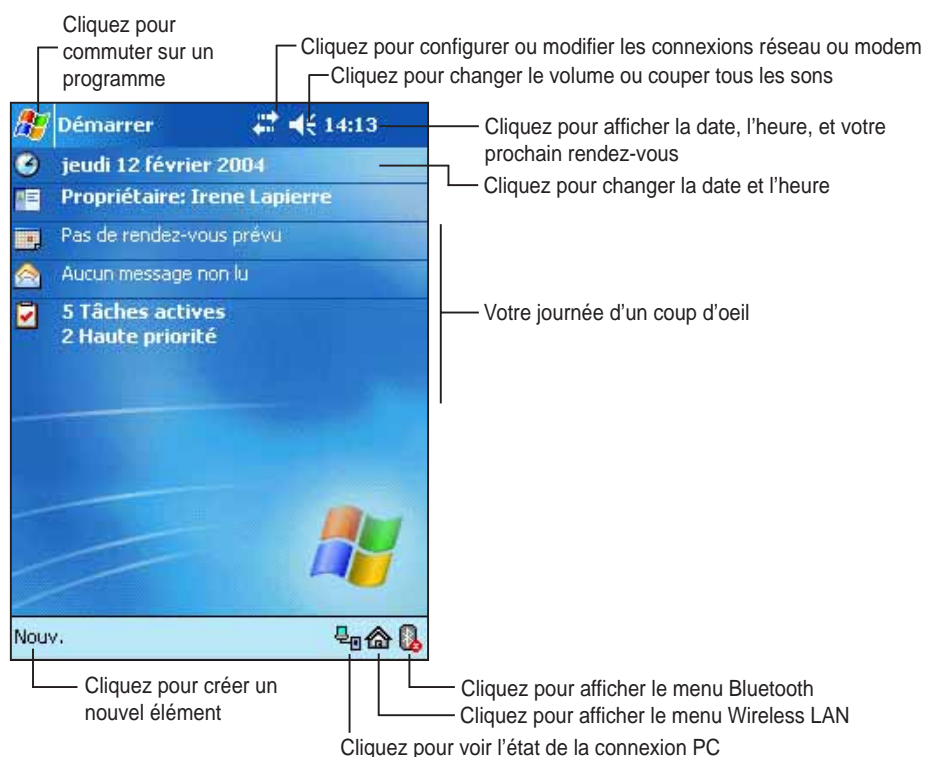 Cliquez pour
commuter sur un
programme
Cliquez pour configurer ou modifier les connexions réseau ou modem
Cliquez pour changer le volume ou couper tous les sons
Démarrer 14:13
Cliquez pour afficher la date, l'heure, et votre
prochain rendez-vous
jeudi 12 février 2004
Cliquez pour changer la date et l'heure
Propriétaire: Irene Lapierre
Pas de rendez-vous prévu
Aucun message non lu
5 Tâches actives
2 Haute priorité
Votre journée d'un coup d'oeil
Nouv.
Cliquez pour créer un
nouvel élément
Cliquez pour afficher le menu Bluetooth
Cliquez pour afficher le menu Wireless LAN
Cliquez pour voir l'état de la connexion PC